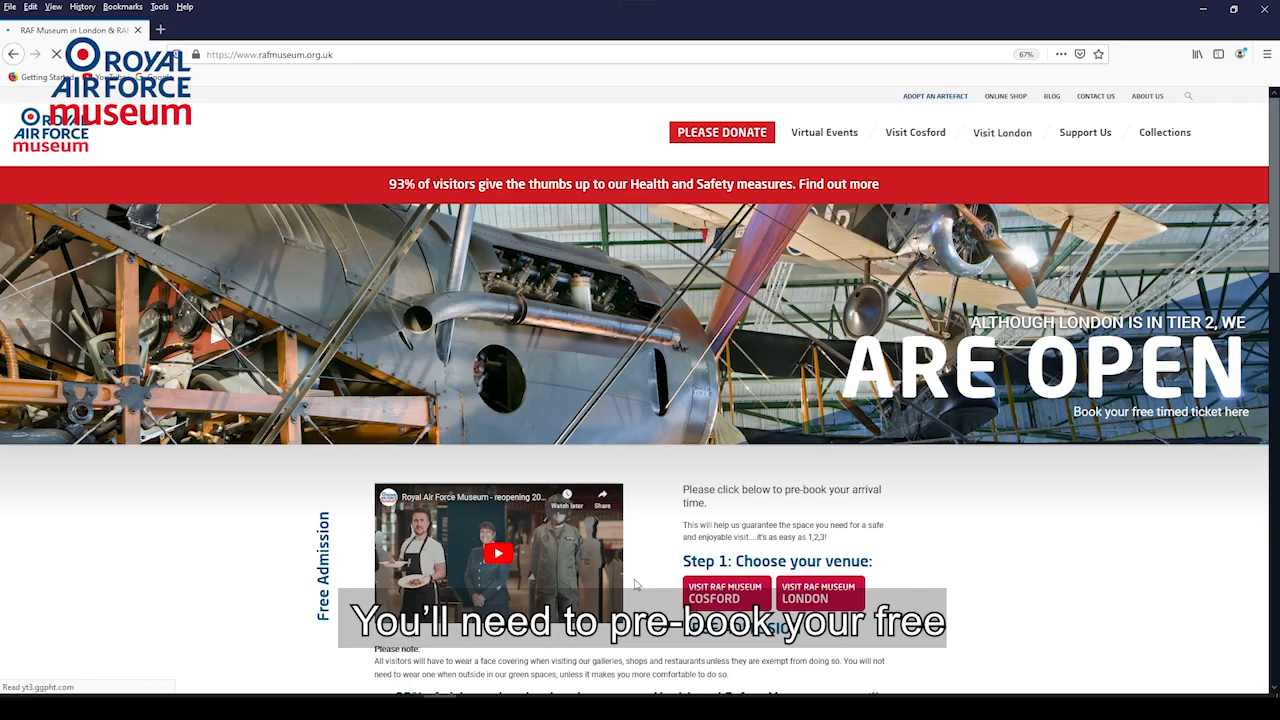 File Edit View History Bookmarks Tools Help
RAF Museum in London & RAF
https://www.rafmuseum.org.uk
67%
Getting Started YouTube Google
ROYAL
AIR FORCE
museum
ROYAL
AIR FORCE
museum
ADOPT AN ARTEFACT ONLINE SHOP BLOG CONTACT US ABOUT US
PLEASE DONATE Virtual Events Visit Cosford Visit London Support Us Collections
93% of visitors give the thumbs up to our Health and Safety measures. Find out more
ALTHOUGH LONDON IS IN TIER 2, WE
ARE OPEN
Book your free timed ticket here
Free Admission
Royal Air Force Museum - reopening 20...
Watch later Share
Please click below to pre-book your arrival
time.
This will help us guarantee the space you need for a safe
and enjoyable visit....it's as easy as 1,2,3!
Step 1: Choose your venue:
VISIT RAF MUSEUM
COSFORD
VISIT RAF MUSEUM
LONDON
You'll need to pre-book your free
Please note:
All visitors will have to wear a face covering when visiting our galleries, shops and restaurants unless they are exempt from doing so. You will not
need to wear one when outside in our green spaces, unless it makes you more comfortable to do so.
Read yt3.ggpht.com